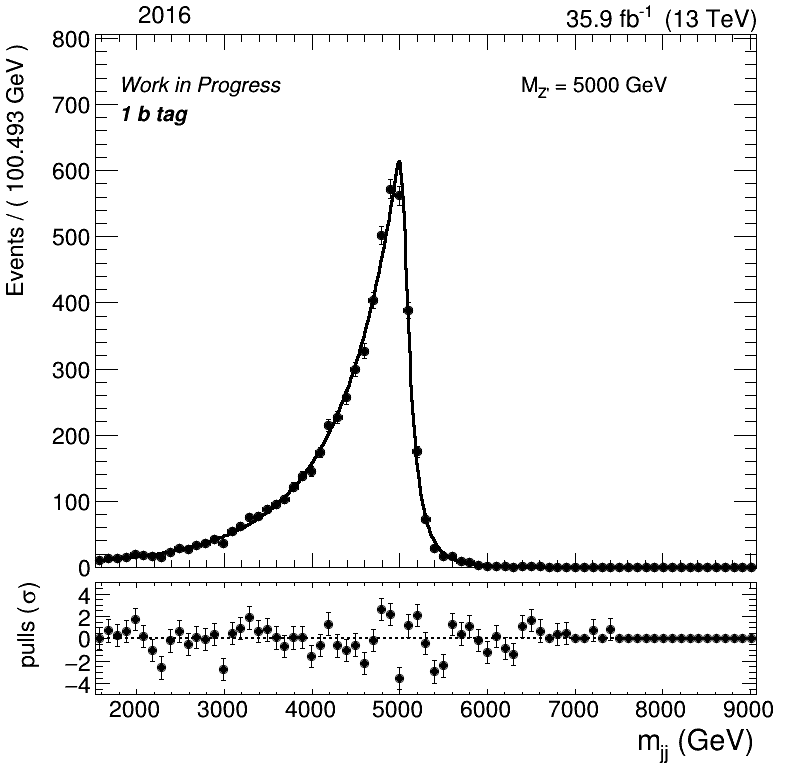 2016 35.9 fb⁻¹ (13 TeV)
Events / ( 100.493 GeV )
800
700
600
500
400
300
200
100
0
Work in Progress
1 b tag
M_Z' = 5000 GeV
pulls (σ)
4
2
0
−2
−4
2000 3000 4000 5000 6000 7000 8000 9000
m_jj (GeV)